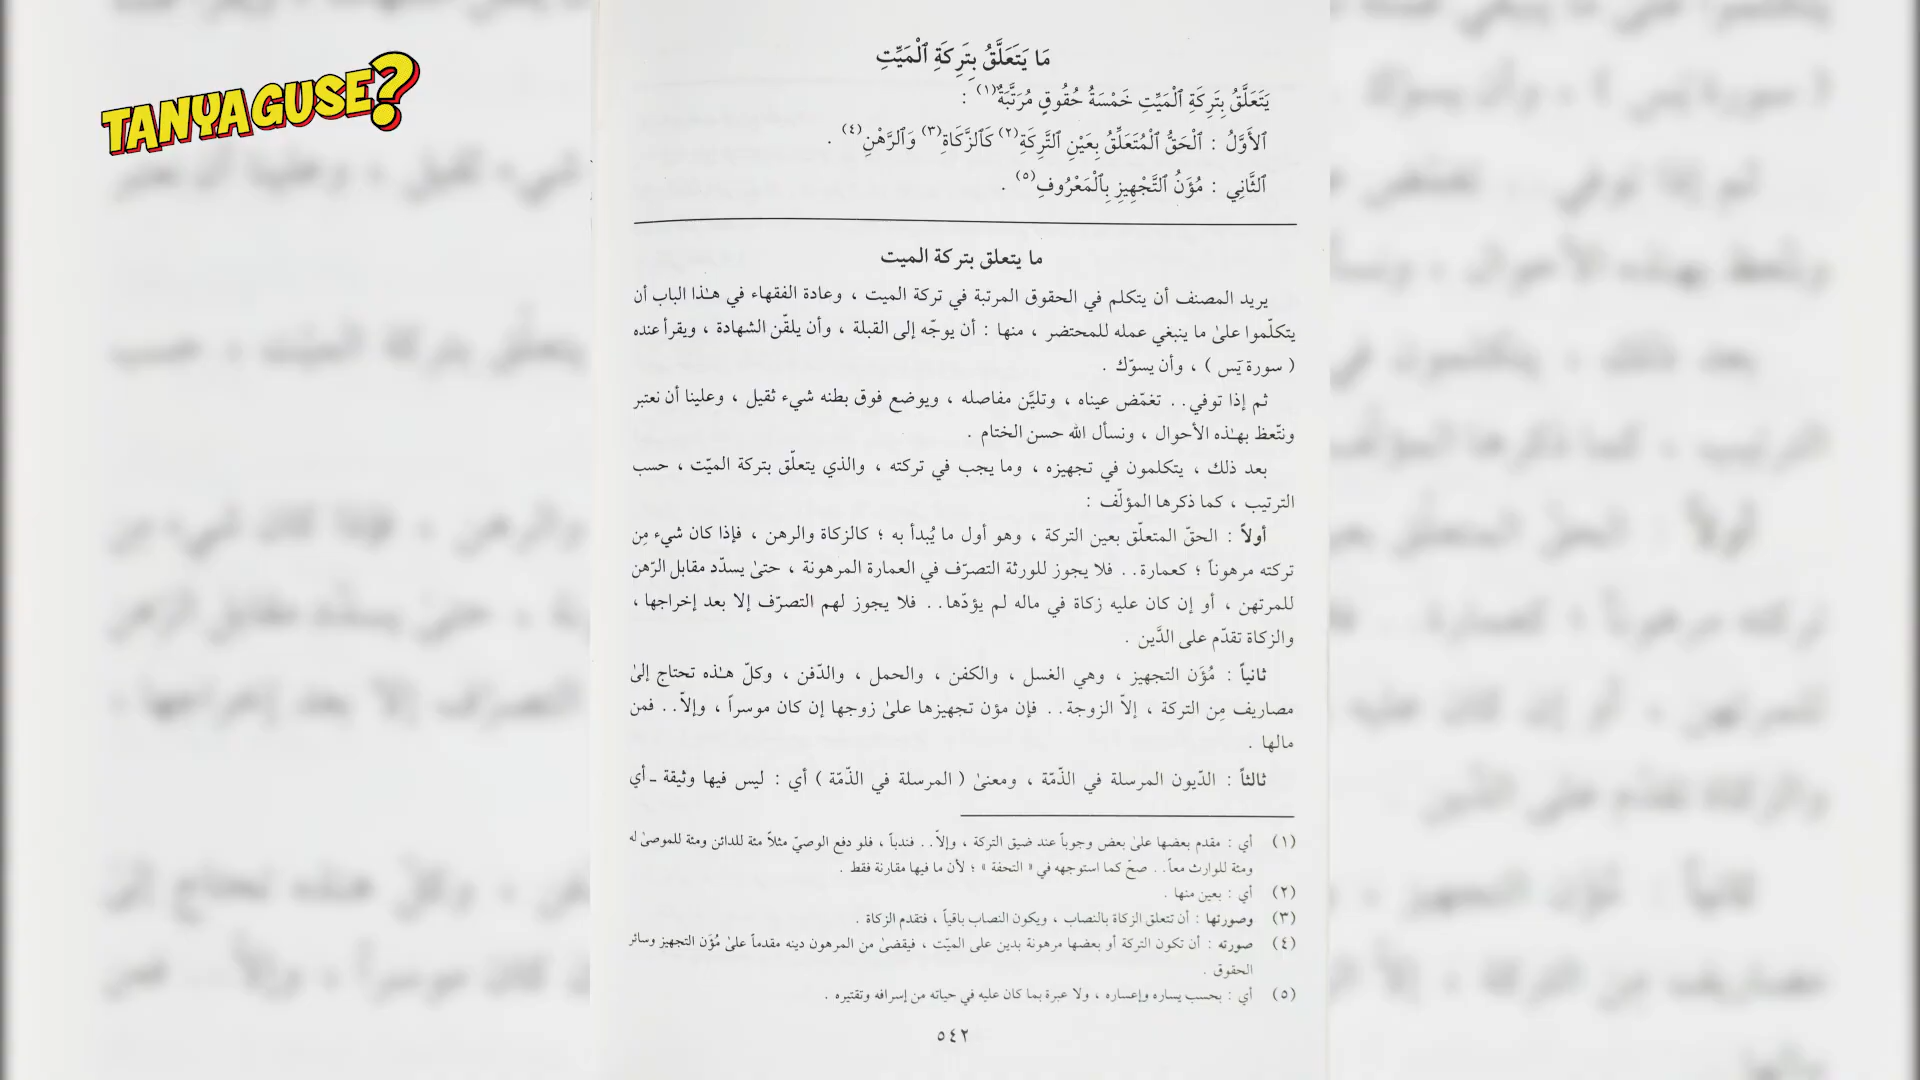 TANYA GUSE?
مَا يَتَعَلَّقُ بِتَرِكَةِ ٱلْمَيِّتِ
يَتَعَلَّقُ بِتَرِكَةِ ٱلْمَيِّتِ خَمْسَةُ حُقُوقٍ مُرَتَّبَةٌ(١) :
ٱلأَوَّلُ : ٱلْحَقُّ ٱلْمُتَعَلِّقُ بِعَيْنِ ٱلتَّرِكَةِ(٢) كَٱلزَّكَاةِ(٣) وَٱلرَّهْنِ(٤) .
ٱلثَّانِي : مُؤَنُ ٱلتَّجْهِيزِ بِٱلْمَعْرُوفِ(٥) .
ما يتعلق بتركة الميت
يريد المصنف أن يتكلم في الحقوق المرتبة في تركة الميت ، وعادة الفقهاء في هـٰذا الباب أن
يتكلّموا علىٰ ما ينبغي عمله للمحتضر ، منها : أن يوجّه إلى القبلة ، وأن يلقّن الشهادة ، ويقرأ عنده
( سورة يَس ) ، وأن يسوّك .
ثم إذا توفي . . تغمّض عيناه ، وتليَّن مفاصله ، ويوضع فوق بطنه شيء ثقيل ، وعلينا أن نعتبر
ونتّعظ بهـٰذه الأحوال ، ونسأل الله حسن الختام .
بعد ذلك ، يتكلمون في تجهيزه ، وما يجب في تركته ، والذي يتعلّق بتركة الميّت ، حسب
الترتيب ، كما ذكرها المؤلّف :
أولاً : الحقّ المتعلّق بعين التركة ، وهو أول ما يُبدأ به ؛ كالزكاة والرهن ، فإذا كان شيء مِن
تركته مرهوناً ؛ كعمارة . . فلا يجوز للورثة التصرّف في العمارة المرهونة ، حتىٰ يسدّد مقابل الرّهن
للمرتهن ، أو إن كان عليه زكاة في ماله لم يؤدّها . . فلا يجوز لهم التصرّف إلا بعد إخراجها ،
والزكاة تقدّم على الدَّين .
ثانياً : مُؤَن التجهيز ، وهي الغسل ، والكفن ، والحمل ، والدّفن ، وكلّ هـٰذه تحتاج إلىٰ
مصاريف مِن التركة ، إلاّ الزوجة . . فإن مؤن تجهيزها علىٰ زوجها إن كان موسراً ، وإلاّ . . فمن
مالها .
ثالثاً : الدّيون المرسلة في الذّمّة ، ومعنىٰ ( المرسلة في الذّمّة ) أي : ليس فيها وثيقة ـ أي
(١) أي : مقدم بعضها علىٰ بعض وجوباً عند ضيق التركة ، وإلاّ . . فندباً ، فلو دفع الوصيّ مثلاً مئة للدائن ومئة للموصىٰ له
ومئة للوارث معاً . . صحّ كما استوجهه في « التحفة » ؛ لأن ما فيها مقارنة فقط .
(٢) أي : بعين منها .
(٣) وصورتها : أن تتعلق الزكاة بالنصاب ، ويكون النصاب باقياً ، فتقدم الزكاة .
(٤) صورته : أن تكون التركة أو بعضها مرهونة بدين على الميّت ، فيقضىٰ من المرهون دينه مقدماً علىٰ مُؤَن التجهيز وسائر
الحقوق .
(٥) أي : بحسب يساره وإعساره ، ولا عبرة بما كان عليه في حياته من إسرافه وتقتيره .
٥٤٢